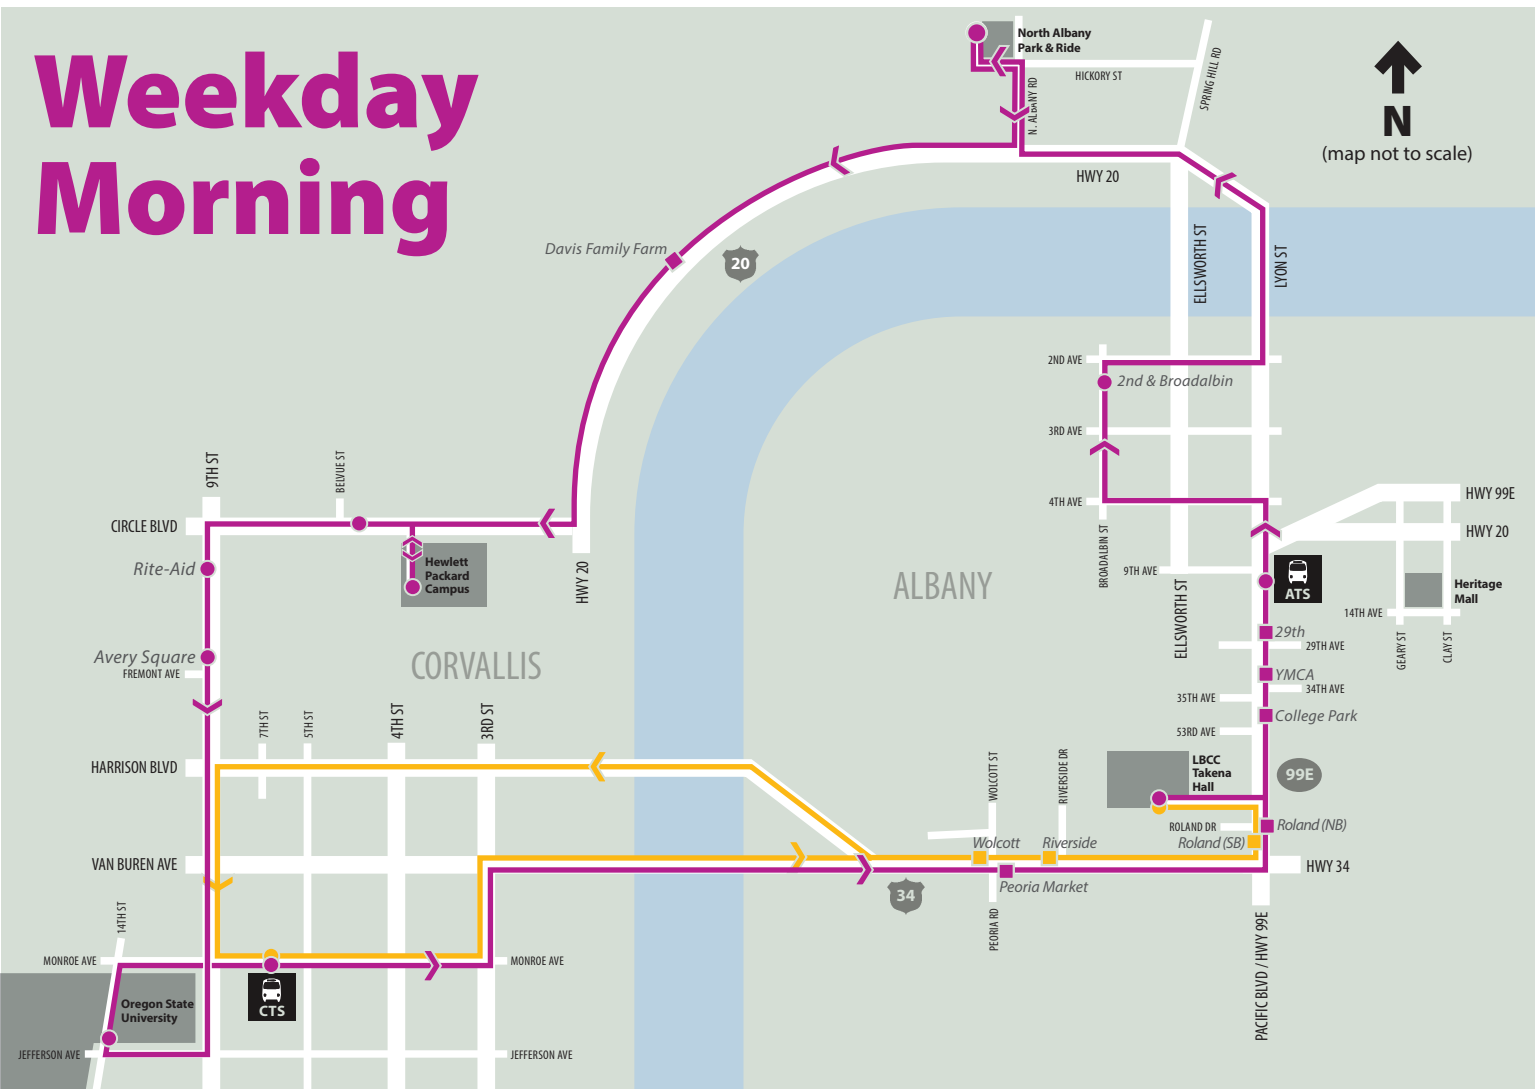 Weekday
Morning
North Albany
Park & Ride
HICKORY ST
SPRING HILL RD
N. ALBANY RD
N
(map not to scale)
HWY 20
Davis Family Farm
20
ELLSWORTH ST
LYON ST
2ND AVE
2nd & Broadalbin
3RD AVE
4TH AVE
BROADALBIN ST
HWY 99E
HWY 20
9TH ST
BELVUE ST
CIRCLE BLVD
Rite-Aid
Hewlett
Packard
Campus
HWY 20
ALBANY
9TH AVE
ELLSWORTH ST
ATS
Heritage
Mall
14TH AVE
GEARY ST
CLAY ST
Avery Square
FREMONT AVE
CORVALLIS
29th
29TH AVE
YMCA
34TH AVE
35TH AVE
College Park
53RD AVE
7TH ST
5TH ST
4TH ST
3RD ST
HARRISON BLVD
WOLCOTT ST
RIVERSIDE DR
LBCC
Takena
Hall
99E
ROLAND DR
Roland (NB)
Roland (SB)
Wolcott
Riverside
VAN BUREN AVE
HWY 34
Peoria Market
34
14TH ST
PEORIA RD
PACIFIC BLVD / HWY 99E
MONROE AVE
MONROE AVE
CTS
Oregon State
University
JEFFERSON AVE
JEFFERSON AVE